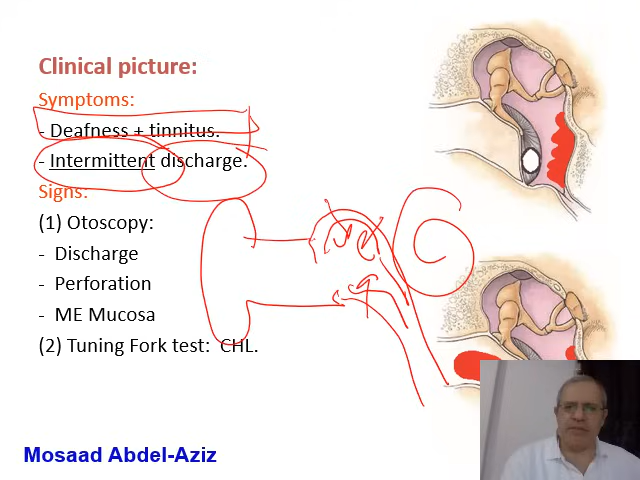 Clinical picture:
Symptoms:
- Deafness + tinnitus.
- Intermittent discharge.
Signs:
(1) Otoscopy:
- Discharge
- Perforation
- ME Mucosa
(2) Tuning Fork test: CHL.
Mosaad Abdel-Aziz